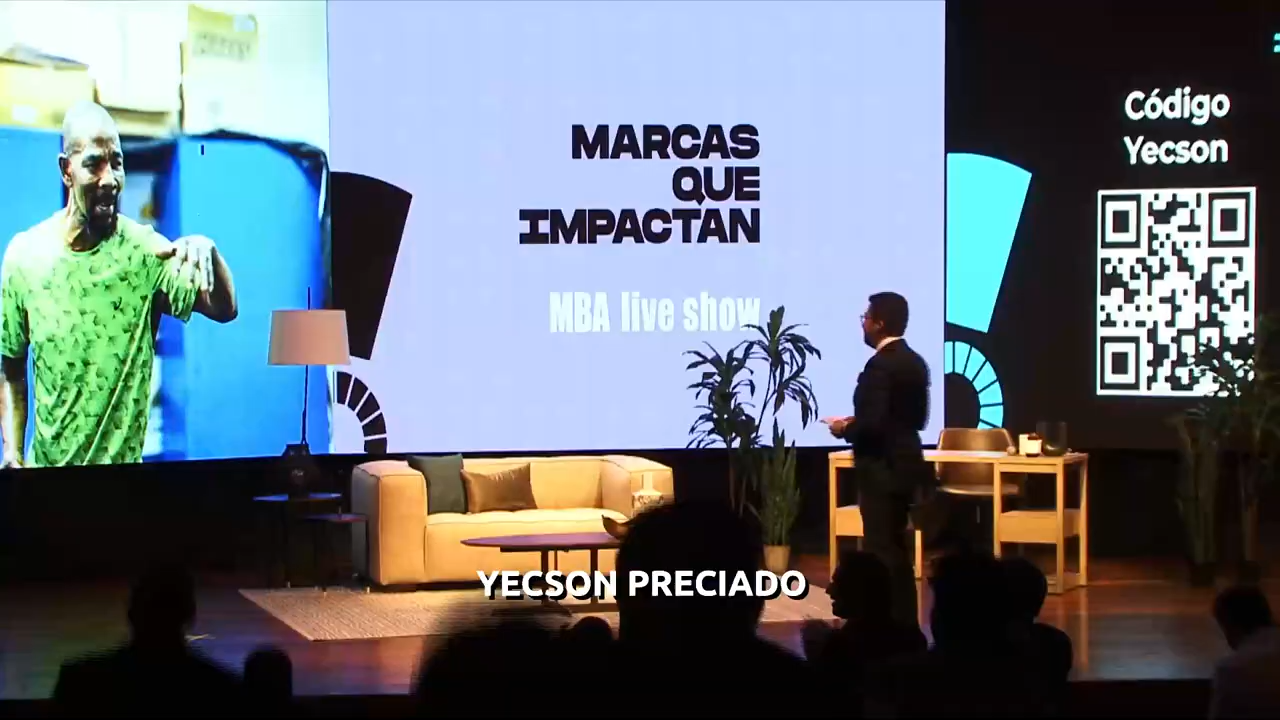 MARCAS
QUE
IMPACTAN
MBA live show
Código
Yecson
YECSON PRECIADO